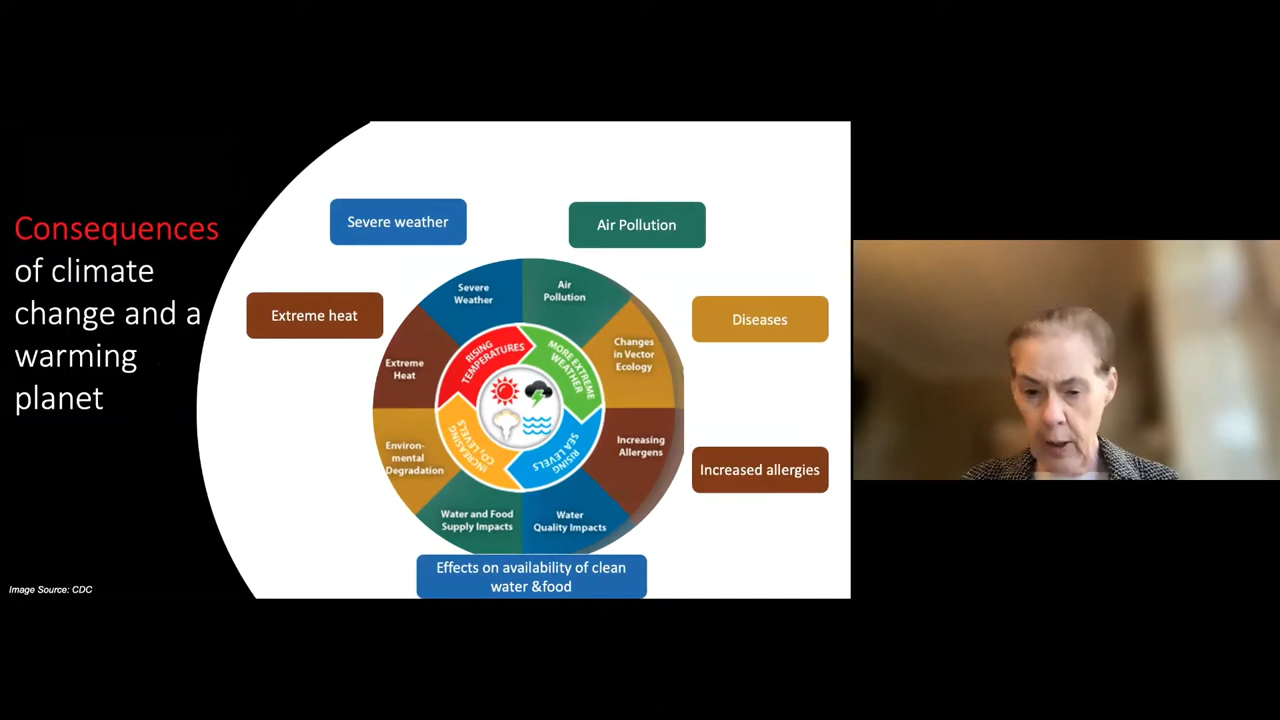 Consequences
of climate
change and a
warming
planet
Severe weather
Air Pollution
Extreme heat
Diseases
Increased allergies
Effects on availability of clean
water &food
Severe
Weather
Air
Pollution
Changes
in Vector
Ecology
Increasing
Allergens
Water
Quality Impacts
Water and Food
Supply Impacts
Environ-
mental
Degradation
Extreme
Heat
RISING
TEMPERATURES
MORE EXTREME
WEATHER
RISING
SEA LEVELS
INCREASING
CO₂ LEVELS
Image Source: CDC